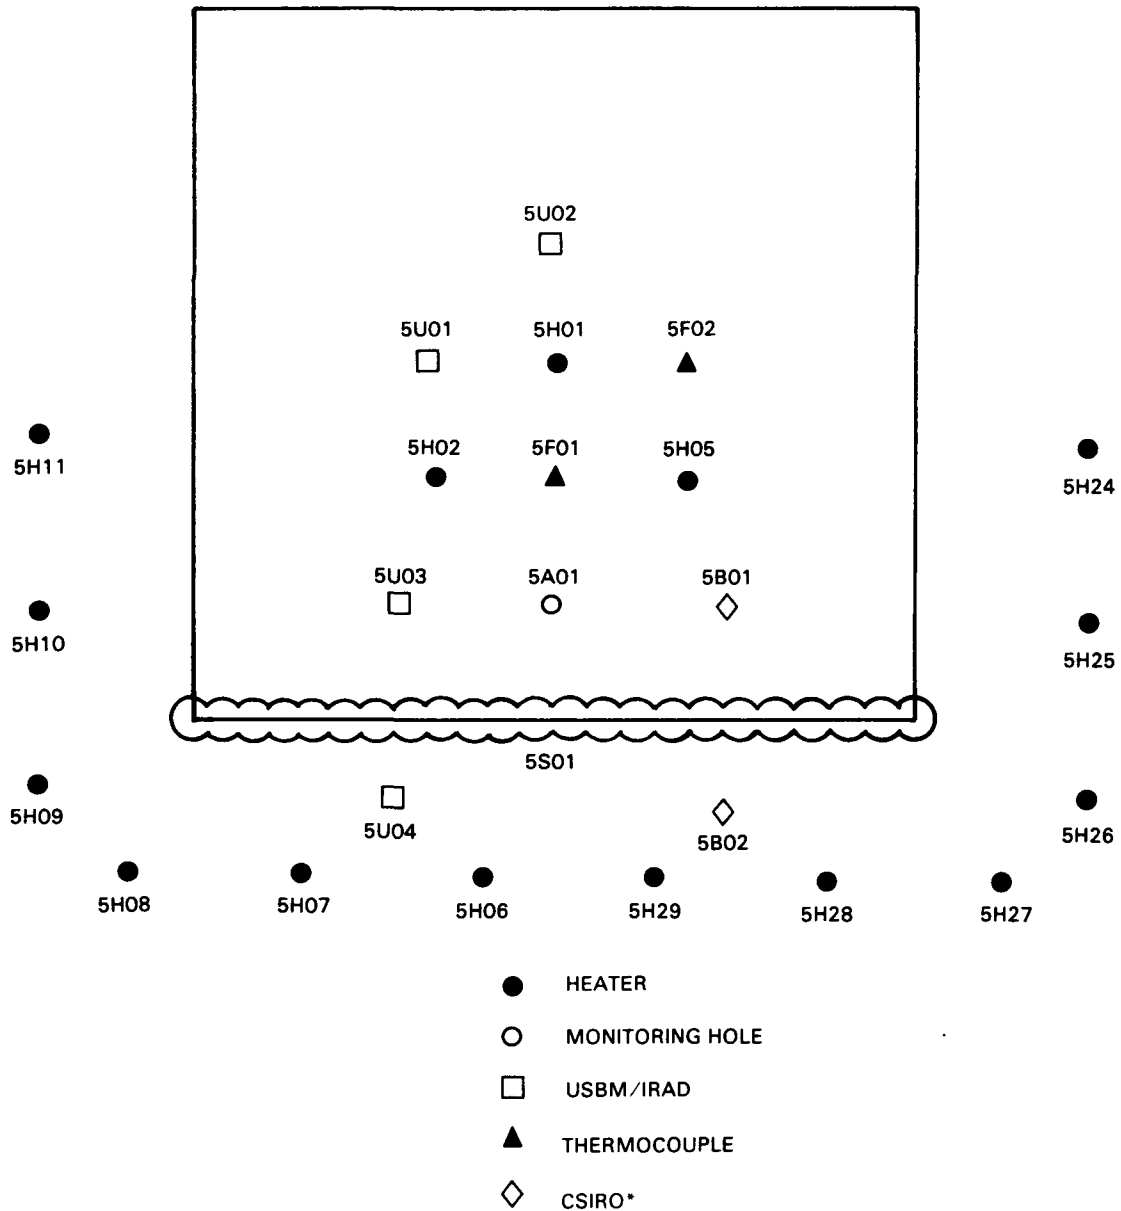 5U02
5U01 5H01 5F02
5H11 5H02 5F01 5H05 5H24
5U03 5A01 5B01
5H10 5H25
5S01
5H09 5U04 5B02 5H26
5H08 5H07 5H06 5H29 5H28 5H27
HEATER
MONITORING HOLE
USBM/IRAD
THERMOCOUPLE
CSIRO*